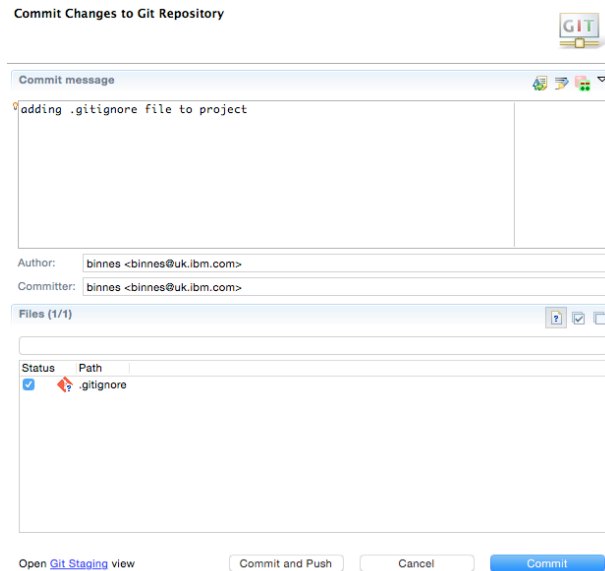 Commit Changes to Git Repository
GIT
Commit message
adding .gitignore file to project
Author: binnes <binnes@uk.ibm.com>
Committer: binnes <binnes@uk.ibm.com>
Files (1/1)
Status Path
.gitignore
Open Git Staging view Commit and Push Cancel Commit